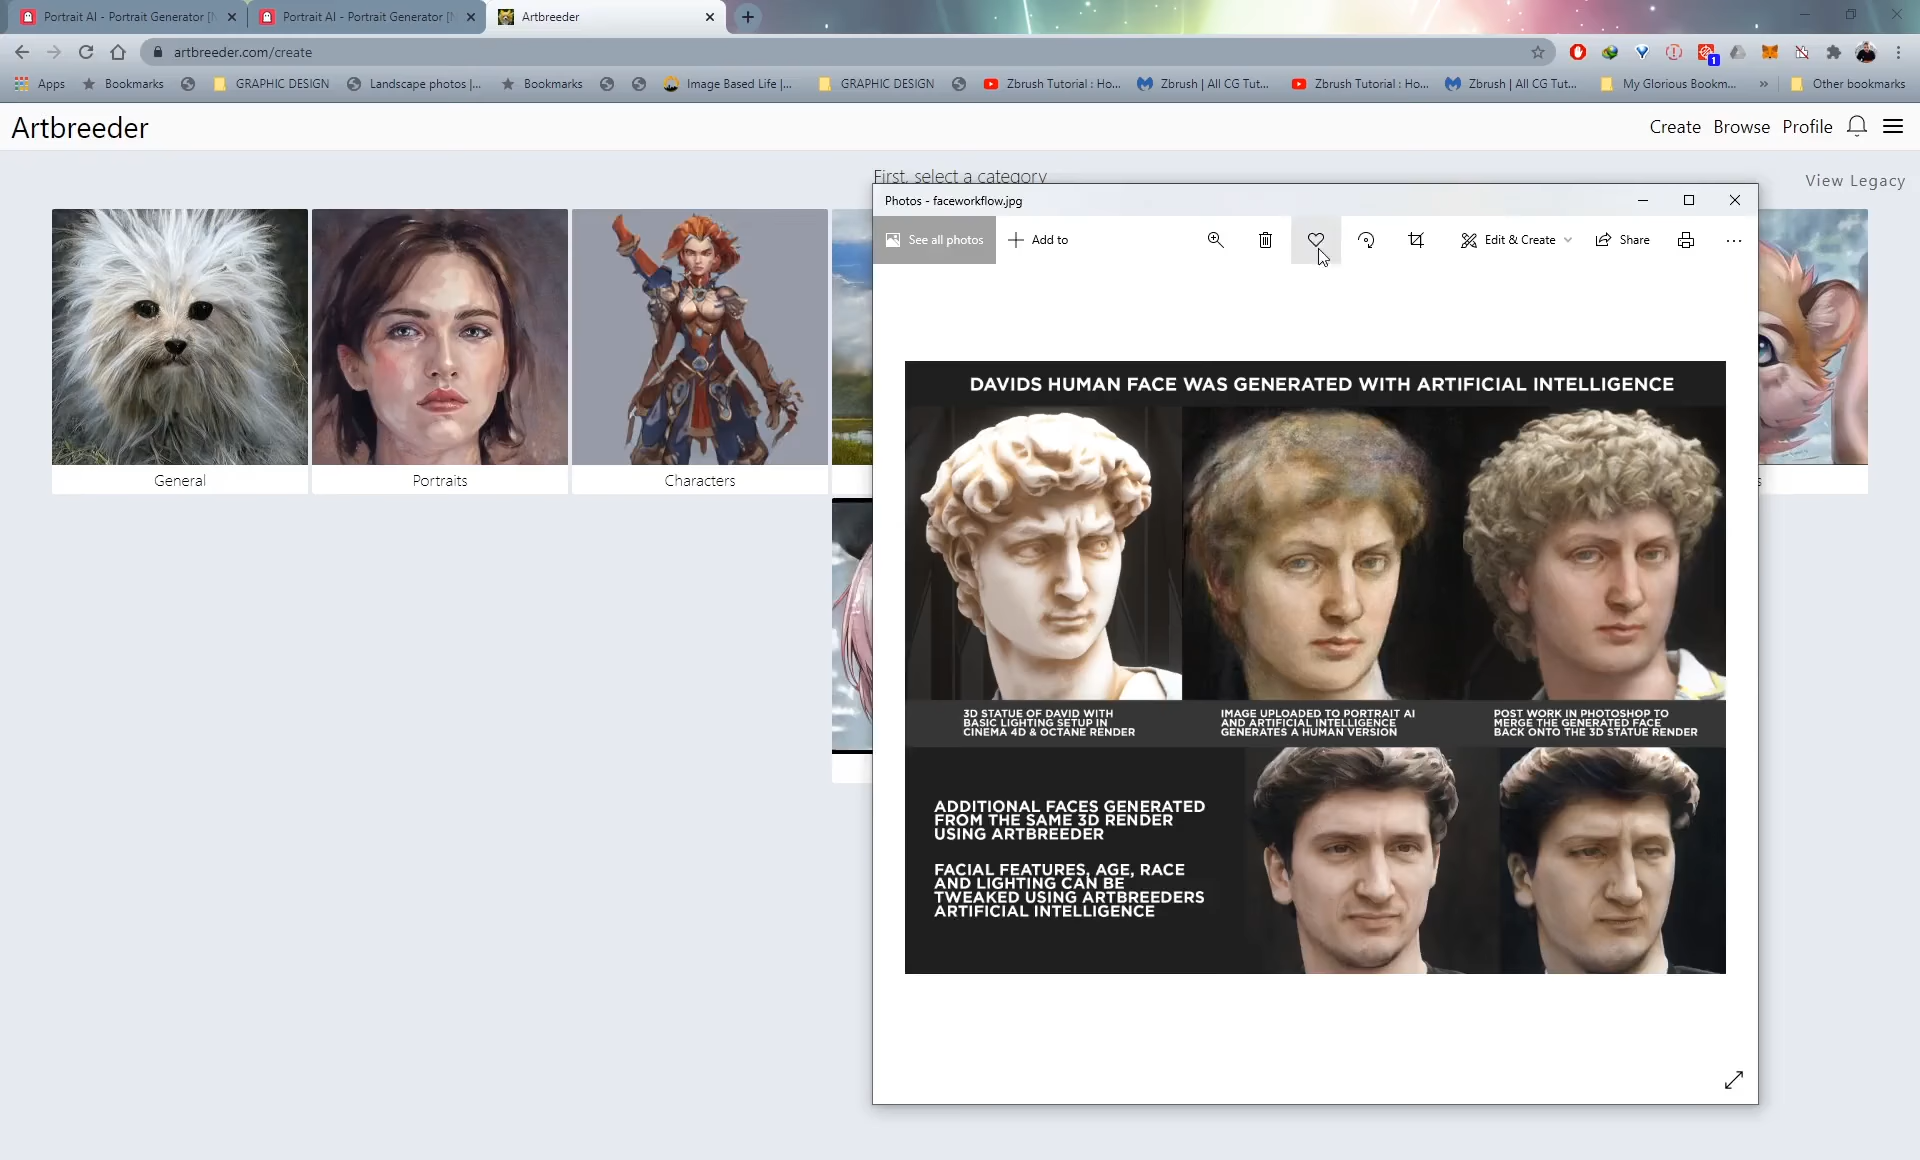 Portrait AI - Portrait Generator [N
Portrait AI - Portrait Generator [N
Artbreeder
artbreeder.com/create
1
Apps
Bookmarks
GRAPHIC DESIGN
Landscape photos |...
Bookmarks
Image Based Life |...
GRAPHIC DESIGN
Zbrush Tutorial : Ho...
Zbrush | All CG Tut...
Zbrush Tutorial : Ho...
Zbrush | All CG Tut...
My Glorious Bookm...
»
Other bookmarks
Artbreeder
Create
Browse
Profile
First, select a category
View Legacy
General
Portraits
Characters
s
Photos - faceworkflow.jpg
See all photos
Add to
Edit & Create
Share
DAVIDS HUMAN FACE WAS GENERATED WITH ARTIFICIAL INTELLIGENCE
3D STATUE OF DAVID WITH
BASIC LIGHTING SETUP IN
CINEMA 4D & OCTANE RENDER
IMAGE UPLOADED TO PORTRAIT AI
AND ARTIFICIAL INTELLIGENCE
GENERATES A HUMAN VERSION
POST WORK IN PHOTOSHOP TO
MERGE THE GENERATED FACE
BACK ONTO THE 3D STATUE RENDER
ADDITIONAL FACES GENERATED
FROM THE SAME 3D RENDER
USING ARTBREEDER
FACIAL FEATURES, AGE, RACE
AND LIGHTING CAN BE
TWEAKED USING ARTBREEDERS
ARTIFICIAL INTELLIGENCE